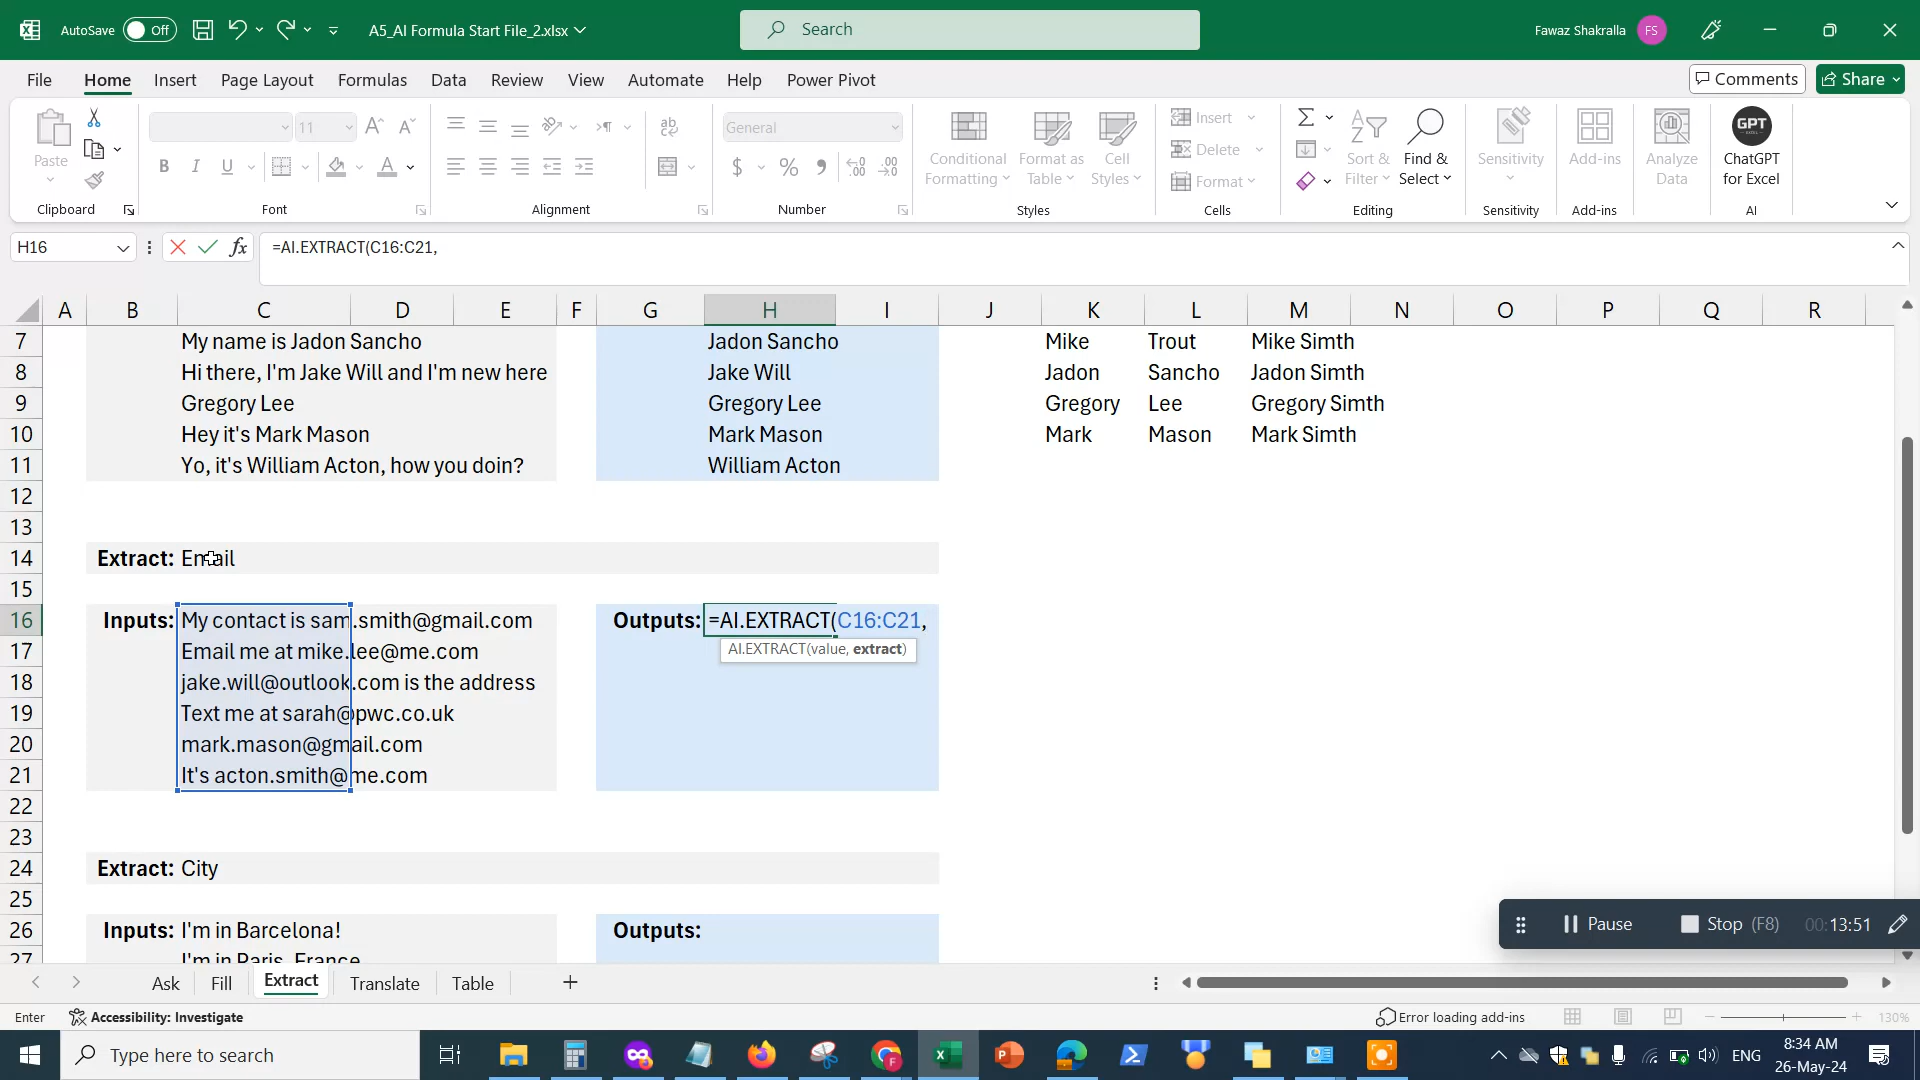 AutoSave Off A5_AI Formula Start File_2.xlsx Search Fawaz Shakralla FS
File Home Insert Page Layout Formulas Data Review View Automate Help Power Pivot Comments Share
Paste 11 General Conditional Formatting Format as Table Cell Styles Insert Delete Format Sort & Filter Find & Select Sensitivity Add-ins Analyze Data GPT ChatGPT for Excel
Clipboard Font Alignment Number Styles Cells Editing Sensitivity Add-ins AI
H16 fx =AI.EXTRACT(C16:C21,
A B C D E F G H I J K L M N O P Q R
7 My name is Jadon Sancho Jadon Sancho Mike Trout Mike Simth
8 Hi there, I'm Jake Will and I'm new here Jake Will Jadon Sancho Jadon Simth
9 Gregory Lee Gregory Lee Gregory Lee Gregory Simth
10 Hey it's Mark Mason Mark Mason Mark Mason Mark Simth
11 Yo, it's William Acton, how you doin? William Acton
12
13
14 Extract: Email
15
16 Inputs: My contact is sam.smith@gmail.com Outputs: =AI.EXTRACT(C16:C21,
AI.EXTRACT(value, extract)
17 Email me at mike.lee@me.com
18 jake.will@outlook.com is the address
19 Text me at sarah@pwc.co.uk
20 mark.mason@gmail.com
21 It's acton.smith@me.com
22
23
24 Extract: City
25
26 Inputs: I'm in Barcelona! Outputs:
27 I'm in Paris, France
Pause Stop (F8) 00:13:51
Ask Fill Extract Translate Table
Enter Accessibility: Investigate Error loading add-ins 130%
Type here to search ENG 8:34 AM
26-May-24